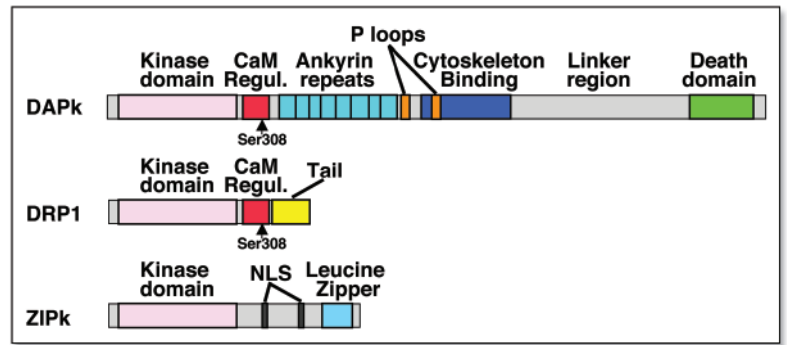 P loops
Kinase domain
CaM Regul.
Ankyrin repeats
Cytoskeleton Binding
Linker region
Death domain
DAPk
Ser308
Kinase domain
CaM Regul.
Tail
DRP1
Ser308
Kinase domain
NLS
Leucine Zipper
ZIPk